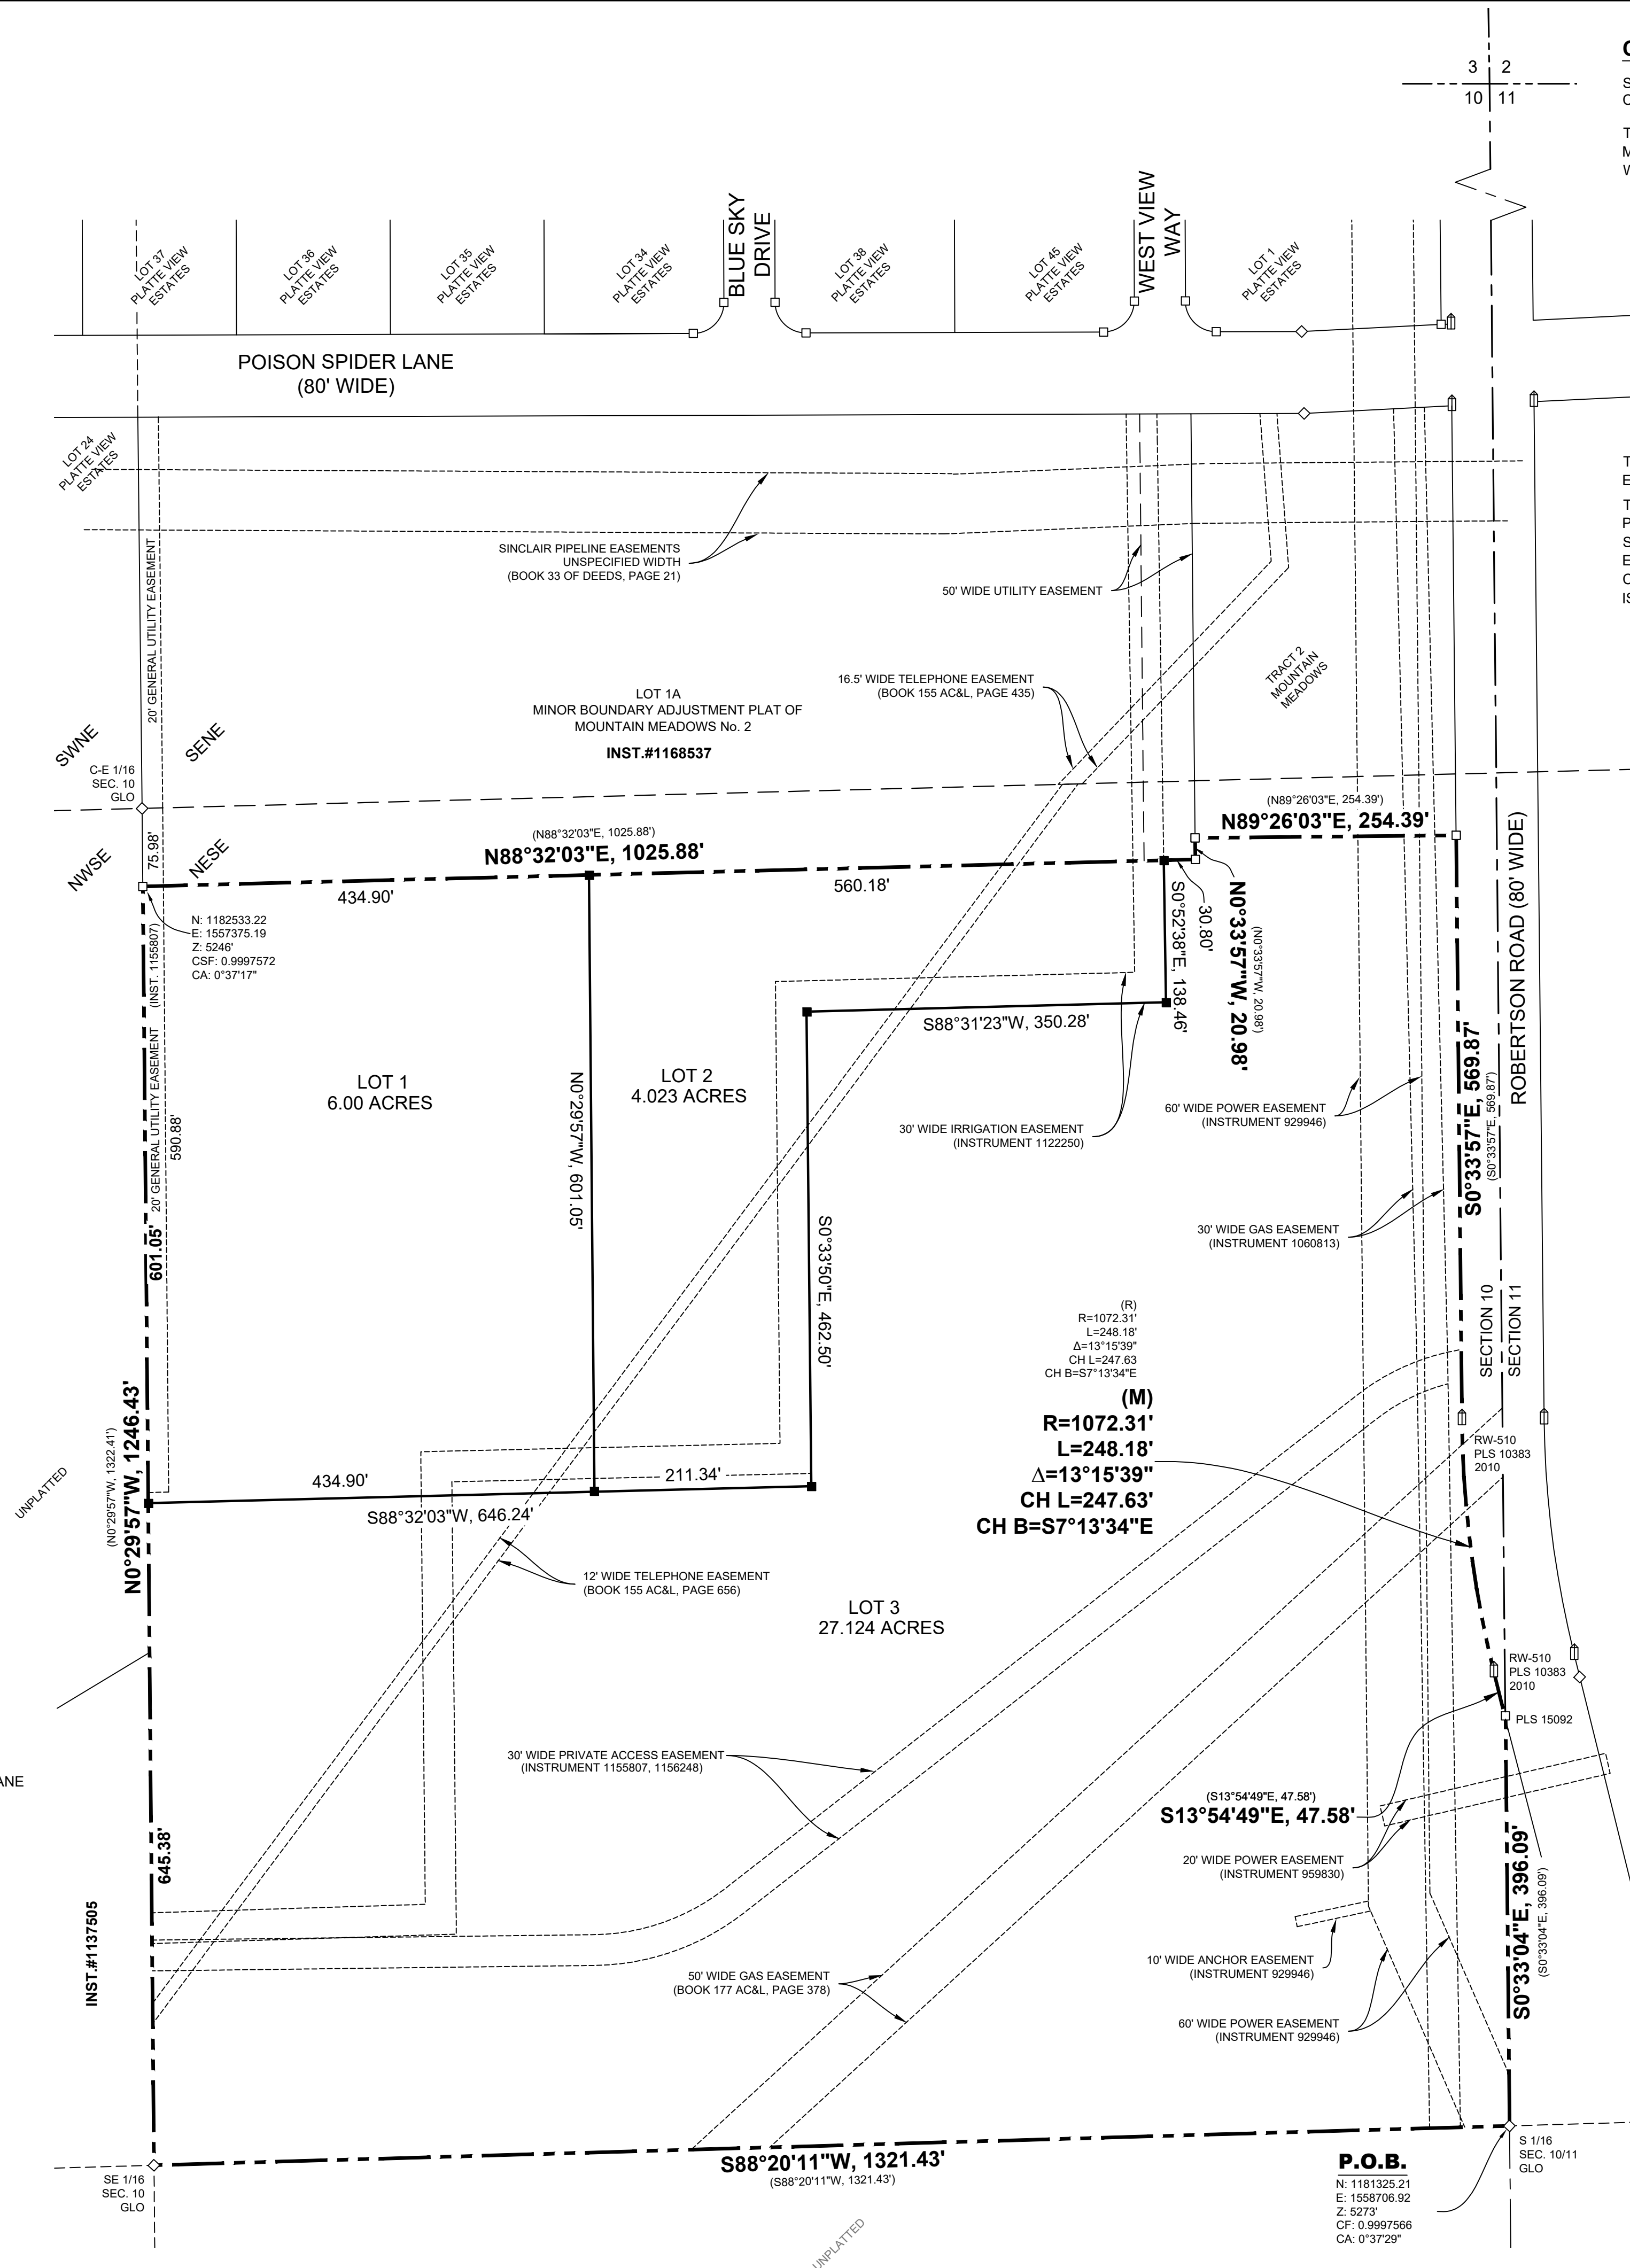 3 2
10 11
LOT 37
PLATTE VIEW
ESTATES
LOT 36
PLATTE VIEW
ESTATES
LOT 35
PLATTE VIEW
ESTATES
LOT 34
PLATTE VIEW
ESTATES
BLUE SKY
DRIVE
LOT 38
PLATTE VIEW
ESTATES
LOT 45
PLATTE VIEW
ESTATES
WEST VIEW
WAY
LOT 1
PLATTE VIEW
ESTATES
POISON SPIDER LANE
(80' WIDE)
LOT 24
PLATTE VIEW
ESTATES
20' GENERAL UTILITY EASEMENT
SINCLAIR PIPELINE EASEMENTS
UNSPECIFIED WIDTH
(BOOK 33 OF DEEDS, PAGE 21)
50' WIDE UTILITY EASEMENT
16.5' WIDE TELEPHONE EASEMENT
(BOOK 155 AC&L, PAGE 435)
TRACT 2
MOUNTAIN
MEADOWS
LOT 1A
MINOR BOUNDARY ADJUSTMENT PLAT OF
MOUNTAIN MEADOWS No. 2
INST.#1168537
SWNE
SENE
C-E 1/16
SEC. 10
GLO
NWSE
NESE
75.98'
(N88°32'03"E, 1025.88')
N88°32'03"E, 1025.88'
434.90'
560.18'
(N89°26'03"E, 254.39')
N89°26'03"E, 254.39'
N: 1182533.22
E: 1557375.19
Z: 5246'
CSF: 0.9997572
CA: 0°37'17"
S0°52'38"E, 138.46'
30.80'
N0°33'57"W, 20.98'
(N0°33'57"W, 20.98')
ROBERTSON ROAD (80' WIDE)
20' GENERAL UTILITY EASEMENT (INST. 1155807)
590.88'
601.05'
LOT 1
6.00 ACRES
N0°29'57"W, 601.05'
LOT 2
4.023 ACRES
S88°31'23"W, 350.28'
30' WIDE IRRIGATION EASEMENT
(INSTRUMENT 1122250)
60' WIDE POWER EASEMENT
(INSTRUMENT 929946)
S0°33'57"E, 569.87'
(S0°33'57"E, 569.87')
30' WIDE GAS EASEMENT
(INSTRUMENT 1060813)
S0°33'50"E, 462.50'
SECTION 10
SECTION 11
(R)
R=1072.31'
L=248.18'
Δ=13°15'39"
CH L=247.63
CH B=S7°13'34"E
(M)
R=1072.31'
L=248.18'
Δ=13°15'39"
CH L=247.63'
CH B=S7°13'34"E
RW-510
PLS 10383
2010
UNPLATTED
(N0°29'57"W, 1322.41')
N0°29'57"W, 1246.43'
434.90'
211.34'
S88°32'03"W, 646.24'
12' WIDE TELEPHONE EASEMENT
(BOOK 155 AC&L, PAGE 656)
LOT 3
27.124 ACRES
RW-510
PLS 10383
2010
PLS 15092
30' WIDE PRIVATE ACCESS EASEMENT
(INSTRUMENT 1155807, 1156248)
ANE
(S13°54'49"E, 47.58')
S13°54'49"E, 47.58'
645.38'
20' WIDE POWER EASEMENT
(INSTRUMENT 959830)
S0°33'04"E, 396.09'
(S0°33'04"E, 396.09')
INST.#1137505
10' WIDE ANCHOR EASEMENT
(INSTRUMENT 929946)
50' WIDE GAS EASEMENT
(BOOK 177 AC&L, PAGE 378)
60' WIDE POWER EASEMENT
(INSTRUMENT 929946)
S88°20'11"W, 1321.43'
(S88°20'11"W, 1321.43')
SE 1/16
SEC. 10
GLO
P.O.B.
N: 1181325.21
E: 1558706.92
Z: 5273'
CF: 0.9997566
CA: 0°37'29"
S 1/16
SEC. 10/11
GLO
UNPLATTED